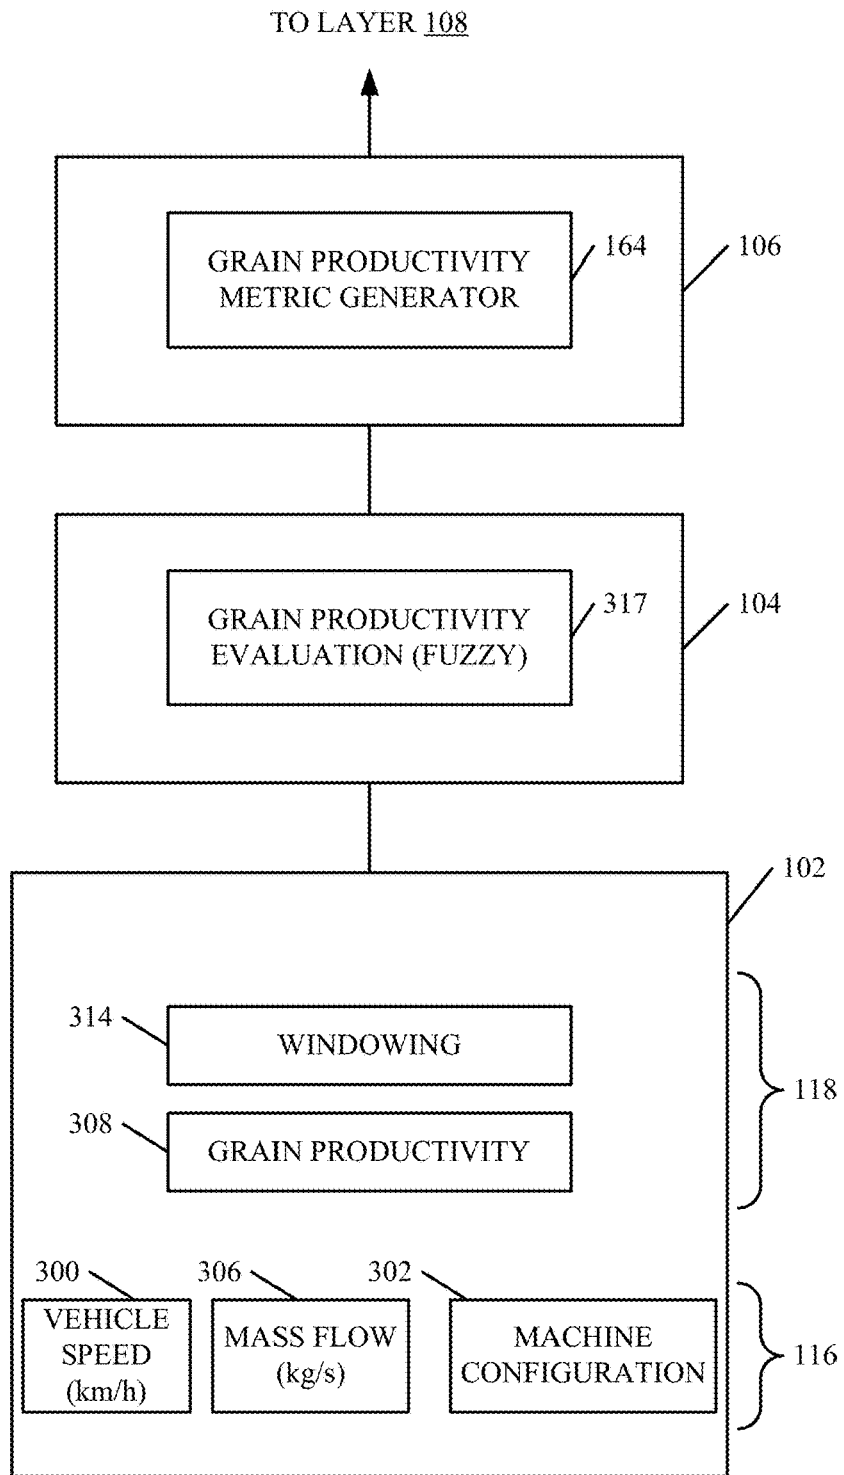 TO LAYER 108
GRAIN PRODUCTIVITY
METRIC GENERATOR
164
106
GRAIN PRODUCTIVITY
EVALUATION (FUZZY)
317
104
102
314
WINDOWING
118
308
GRAIN PRODUCTIVITY
300
306
302
VEHICLE
SPEED
(km/h)
MASS FLOW
(kg/s)
MACHINE
CONFIGURATION
116